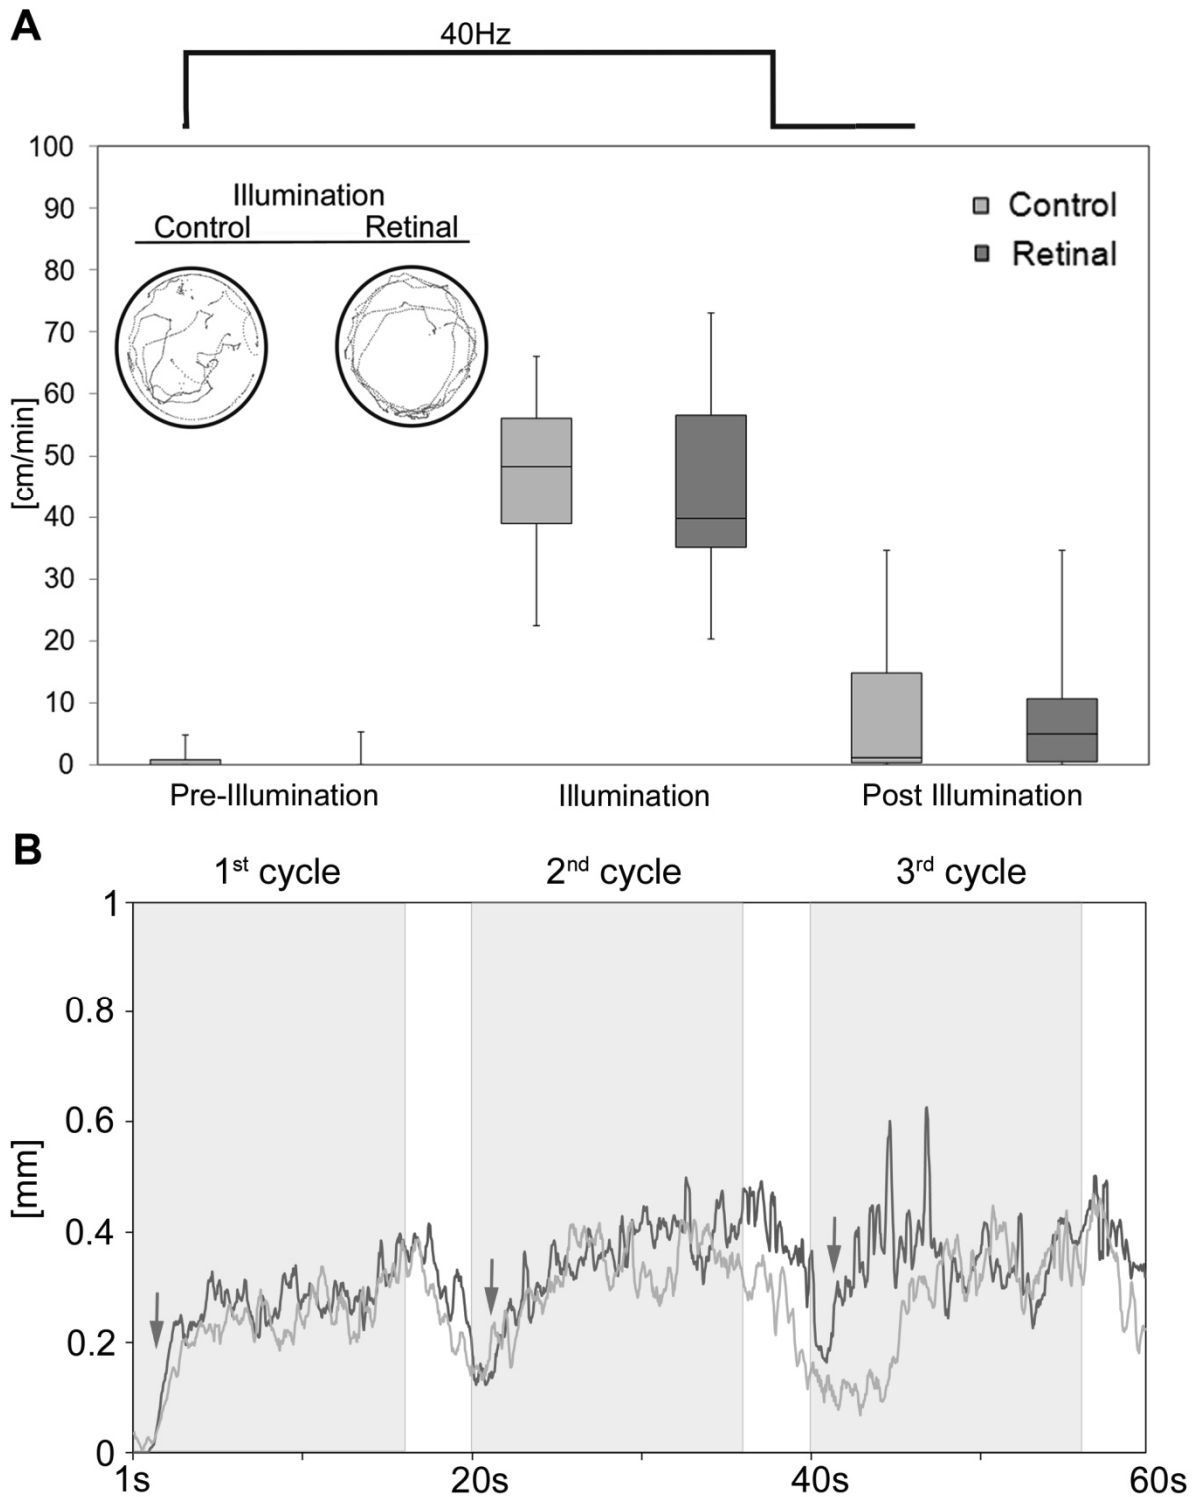 A
40Hz
100
90
80
70
60
50
40
30
20
10
0
[cm/min]
Illumination
Control Retinal
Control
Retinal
Pre-Illumination Illumination Post Illumination
B
1st cycle 2nd cycle 3rd cycle
1
0.8
0.6
0.4
0.2
0
[mm]
1s 20s 40s 60s